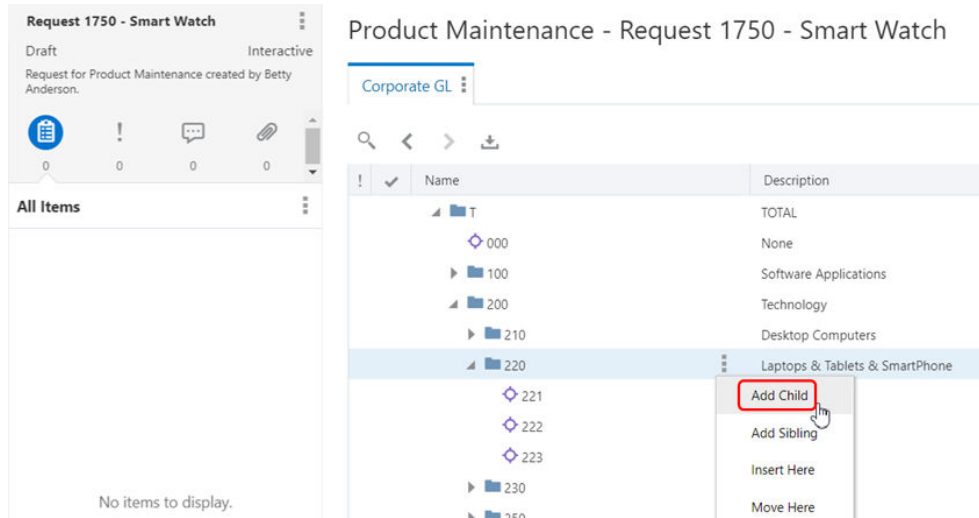 Request 1750 - Smart Watch
Draft Interactive
Request for Product Maintenance created by Betty
Anderson.
0 0 0 0
All Items
No items to display.
Product Maintenance - Request 1750 - Smart Watch
Corporate GL
! Name Description
T TOTAL
000 None
100 Software Applications
200 Technology
210 Desktop Computers
220 Laptops & Tablets & SmartPhone
221
222
223
230
250
Add Child
Add Sibling
Insert Here
Move Here